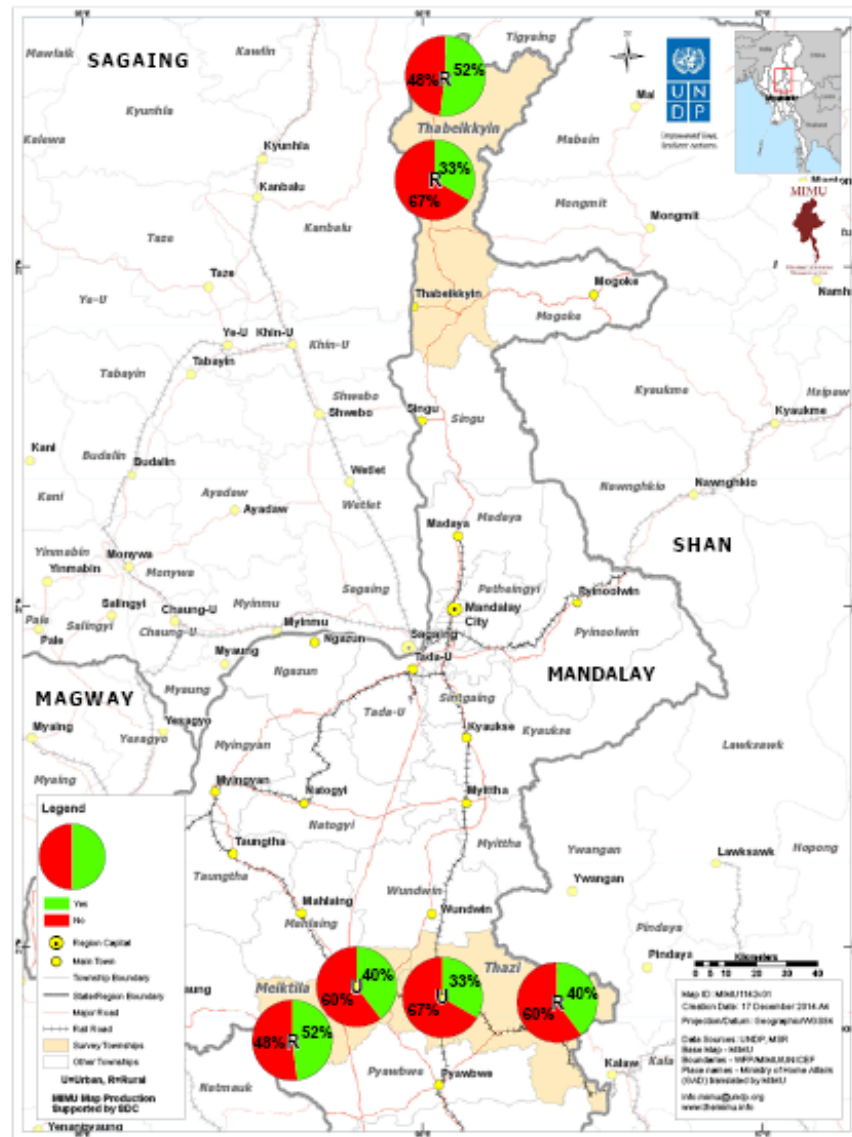 SAGAING
Mawlaik
Kawlin
Tigyaing
48% R 52%
U N
D P
Empowered lives.
Resilient nations.
Kyunhla
Kalewa
Kyunhla
Thabeikkyin
Mabein
33%
R
67%
Kanbalu
Kanbalu
Mongmit
Mongmit
MIMU
Taze
Taze
Thabeikkyin
Mogoke
Mogoke
Namh
Ye-U
Ye-U
Khin-U
Khin-U
Tabayin
Tabayin
Kyaukme
Hsipaw
Shwebo
Shwebo
Singu
Singu
Kyaukme
Kani
Budalin
Budalin
Wetlet
Kani
Ayadaw
Ayadaw
Wetlet
Nawnghkio
Nawnghkio
Madaya
Madaya
SHAN
Yinmabin
Yinmabin
Monywa
Monywa
Sagaing
Patheingyi
Pyinoolwin
Salingyi
Salingyi
Chaung-U
Chaung-U
Myinmu
Myinmu
Mandalay
City
Pyinoolwin
Pale
Pale
Ngazun
Ngazun
Sagaing
Tada-U
Myaung
Myaung
MANDALAY
MAGWAY
Tada-U
Sintgaing
Yesagyo
Yesagyo
Myaing
Myaing
Myingyan
Kyaukse
Kyaukse
Lawksawk
Myingyan
Natogyi
Natogyi
Myittha
Myittha
Legend
Yes
No
Region Capital
Main Town
Township Boundary
State/Region Boundary
Major Road
Rail Road
Survey Townships
Other Townships
U=Urban, R=Rural
MIMU Map Production
Supported by SDC
Taungtha
Taungtha
Ywangan
Ywangan
Lawksawk
Hopong
Mahlaing
Mahlaing
Wundwin
Wundwin
Pindaya
Pindaya
Kilometers
0 5 10 20 30 40
Meiktila
Thazi
40%
U
60%
33%
U
67%
40%
R
60%
48% R 52%
Natmauk
Pyawbwe
Pyawbwe
Kalaw
Kala
Yenangyaung
Map ID: MIMU1163v01
Creation Date: 17 December 2014.A4
Projection/Datum: Geographic/WGS84
Data Sources: UNDP, MSR
Base Map - MIMU
Boundaries - WFP/MIMU/UNICEF
Place names - Ministry of Home Affairs
(GAD) translated by MIMU
info.mimu@undp.org
www.themimu.info